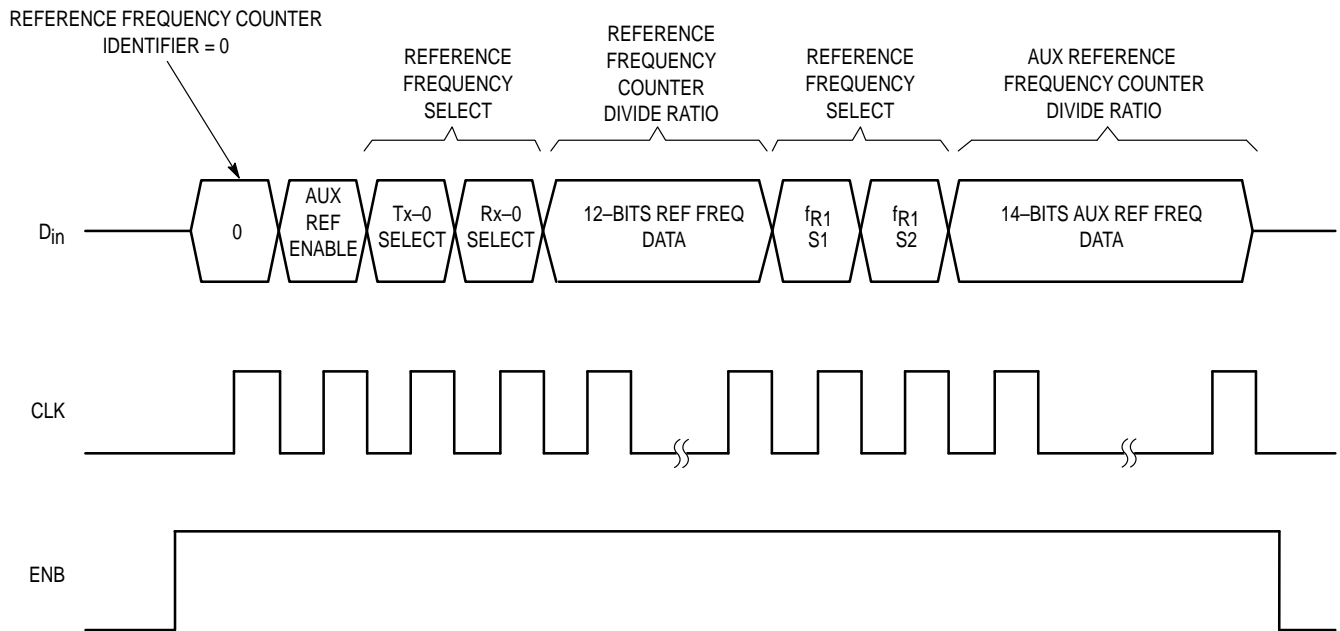 REFERENCE FREQUENCY COUNTER
IDENTIFIER = 0
REFERENCE
FREQUENCY
SELECT
REFERENCE
FREQUENCY
COUNTER
DIVIDE RATIO
REFERENCE
FREQUENCY
SELECT
AUX REFERENCE
FREQUENCY COUNTER
DIVIDE RATIO
Din
0
AUX
REF
ENABLE
Tx–0
SELECT
Rx–0
SELECT
12–BITS REF FREQ
DATA
fR1
S1
fR1
S2
14–BITS AUX REF FREQ
DATA
CLK
ENB